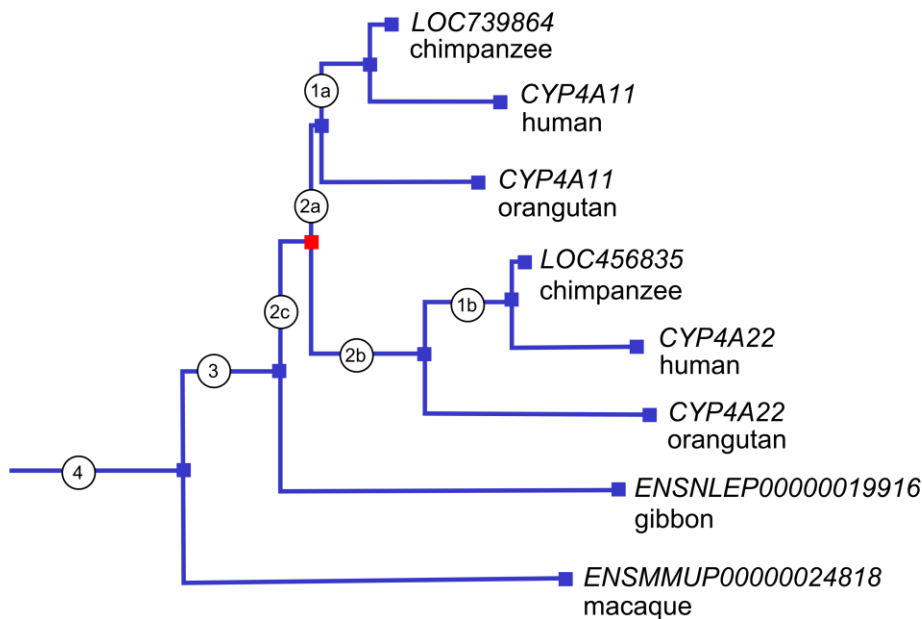 LOC739864
chimpanzee
1a
CYP4A11
human
CYP4A11
orangutan
2a
LOC456835
chimpanzee
1b
2c
CYP4A22
human
2b
3
CYP4A22
orangutan
4
ENSNLEP00000019916
gibbon
ENSMMUP00000024818
macaque